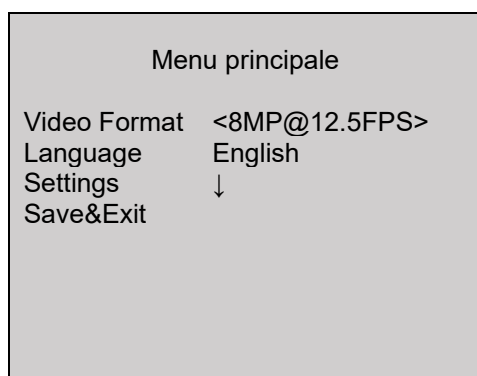 Menu principale
Video Format <8MP@12.5FPS>
Language English
Settings ↓
Save&Exit